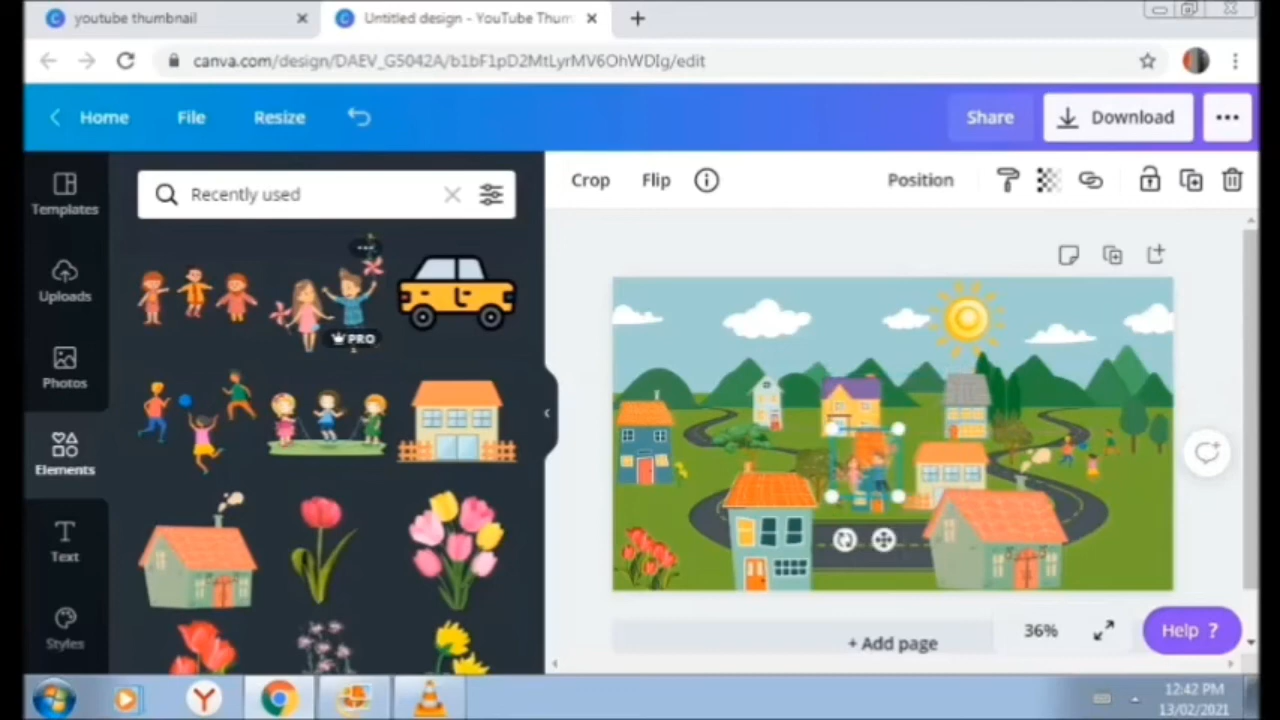 youtube thumbnail
Untitled design - YouTube Thum
canva.com/design/DAEV_G5042A/b1bF1pD2MtLyrMV6OhWDIg/edit
Home
File
Resize
Share
Download
Templates
Recently used
Crop
Flip
Position
Uploads
Photos
PRO
Elements
Text
Styles
+ Add page
36%
Help ?
12:42 PM
13/02/2021